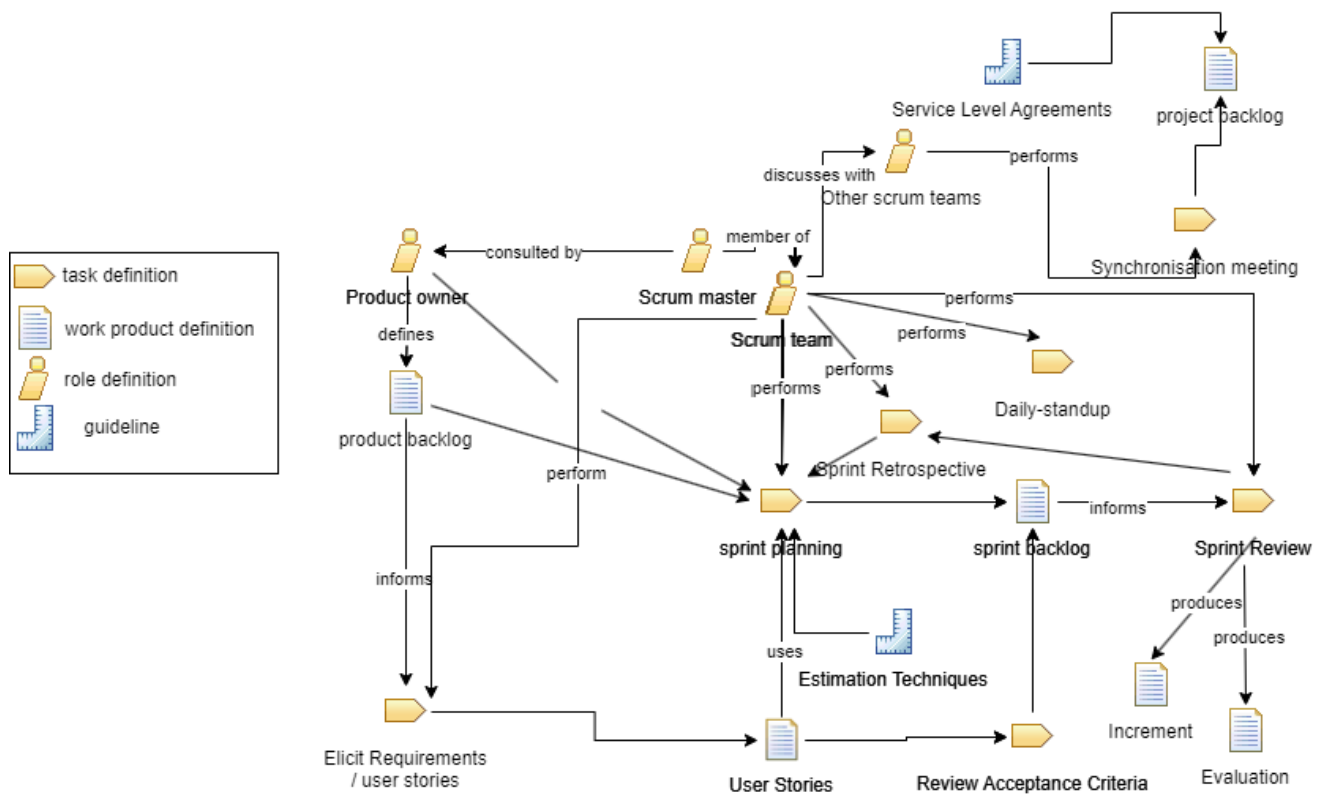 Service Level Agreements
project backlog
performs
discusses with
Other scrum teams
member of
consulted by
Synchronisation meeting
task definition
work product definition
role definition
guideline
Product owner
Scrum master
performs
defines
Scrum team
performs
performs
performs
Daily-standup
product backlog
Sprint Retrospective
perform
informs
sprint planning
sprint backlog
Sprint Review
informs
produces
produces
uses
Estimation Techniques
Increment
Elicit Requirements
/ user stories
User Stories
Review Acceptance Criteria
Evaluation